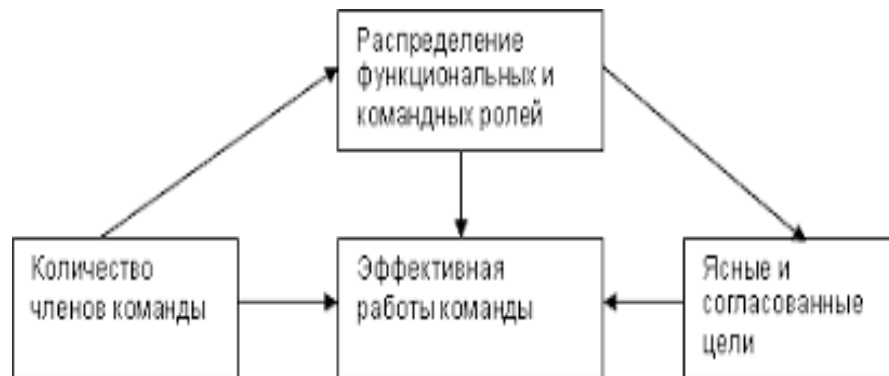 Распределение
функциональных и
командных ролей
Количество
членов команды
Эффективная
работы команды
Ясные и
согласованные
цели